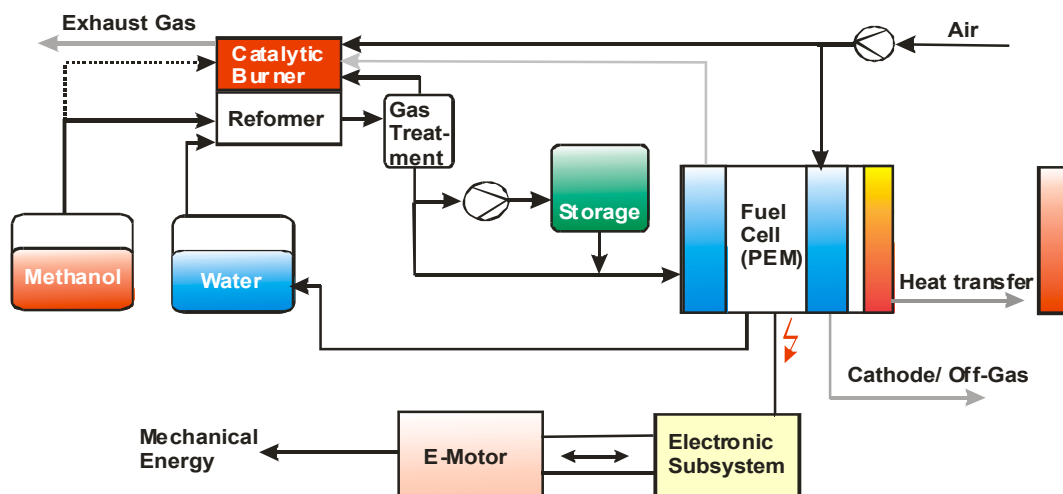 Exhaust Gas
Catalytic
Burner
Air
Reformer
Gas
Treat-
ment
Storage
Fuel
Cell
(PEM)
Methanol
Water
Heat transfer
Cathode/ Off-Gas
Mechanical
Energy
E-Motor
Electronic
Subsystem